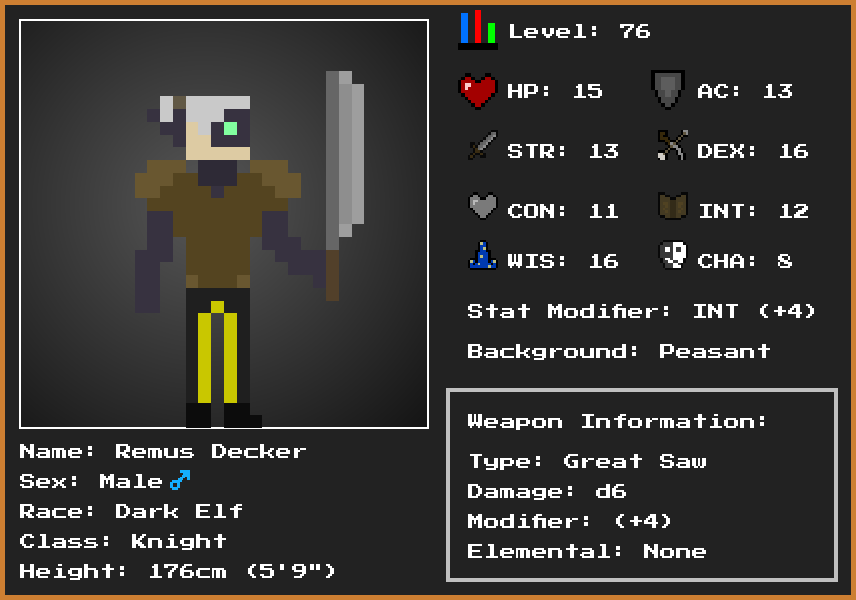 Level: 76
HP: 15 AC: 13
STR: 13 DEX: 16
CON: 11 INT: 12
WIS: 16 CHA: 8
Stat Modifier: INT (+4)
Background: Peasant
Weapon Information:
Type: Great Saw
Damage: d6
Modifier: (+4)
Elemental: None
Name: Remus Decker
Sex: Male ♂
Race: Dark Elf
Class: Knight
Height: 176cm (5'9")